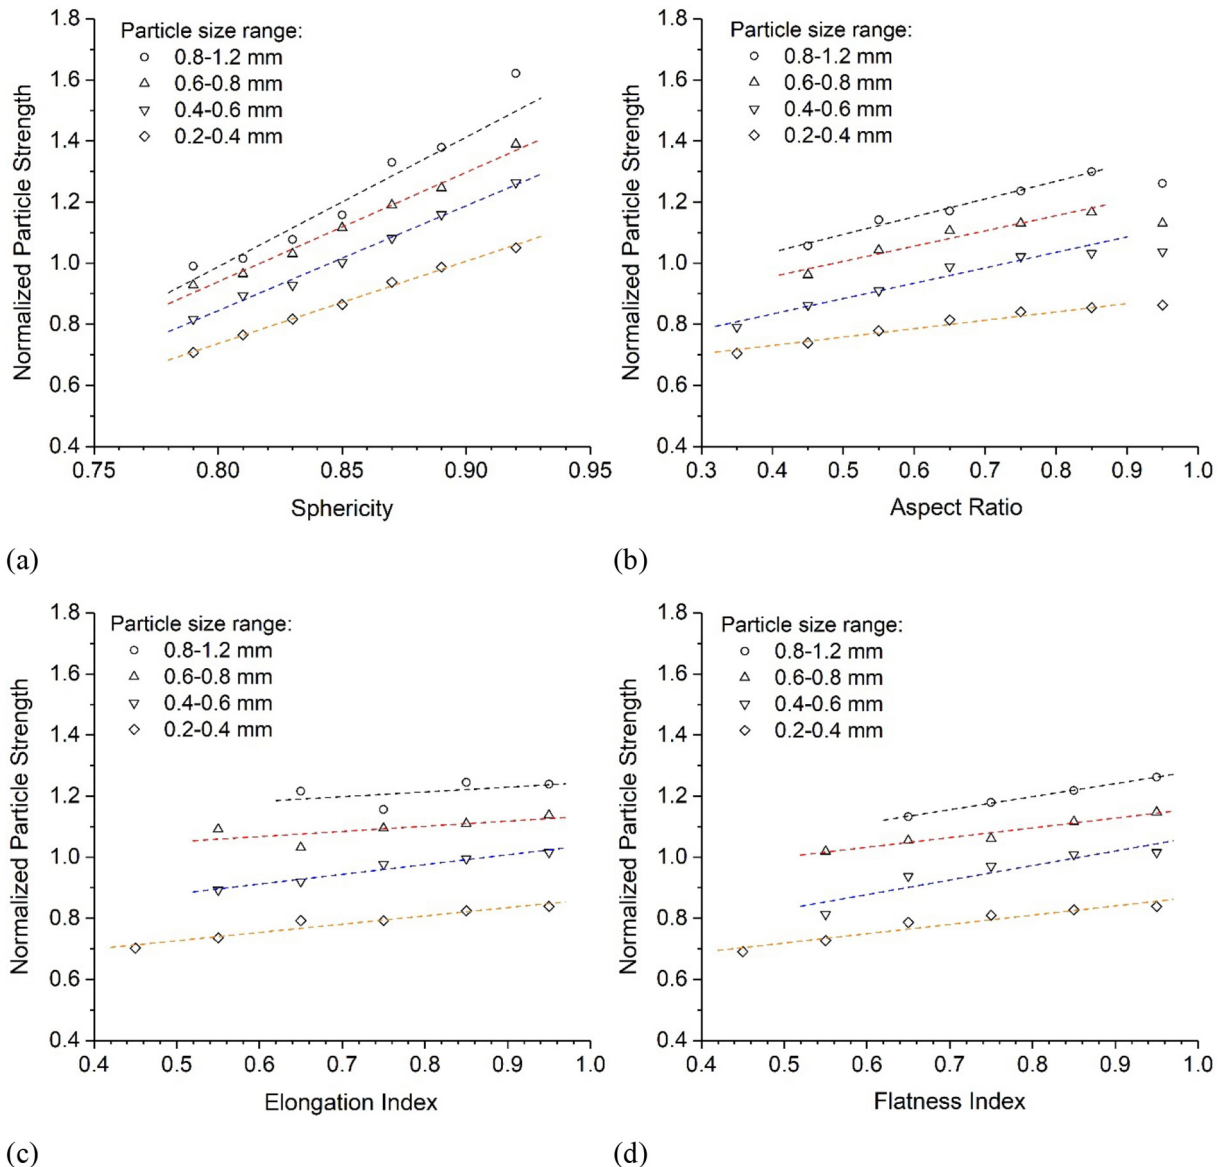 1.8
1.6
1.4
1.2
1.0
0.8
0.6
0.4
Normalized Particle Strength
Particle size range:
0.8-1.2 mm
0.6-0.8 mm
0.4-0.6 mm
0.2-0.4 mm
0.75 0.80 0.85 0.90 0.95
Sphericity
(a)
1.8
1.6
1.4
1.2
1.0
0.8
0.6
0.4
Normalized Particle Strength
Particle size range:
0.8-1.2 mm
0.6-0.8 mm
0.4-0.6 mm
0.2-0.4 mm
0.3 0.4 0.5 0.6 0.7 0.8 0.9 1.0
Aspect Ratio
(b)
1.8
1.6
1.4
1.2
1.0
0.8
0.6
0.4
Normalized Particle Strength
Particle size range:
0.8-1.2 mm
0.6-0.8 mm
0.4-0.6 mm
0.2-0.4 mm
0.4 0.5 0.6 0.7 0.8 0.9 1.0
Elongation Index
(c)
1.8
1.6
1.4
1.2
1.0
0.8
0.6
0.4
Normalized Particle Strength
Particle size range:
0.8-1.2 mm
0.6-0.8 mm
0.4-0.6 mm
0.2-0.4 mm
0.4 0.5 0.6 0.7 0.8 0.9 1.0
Flatness Index
(d)